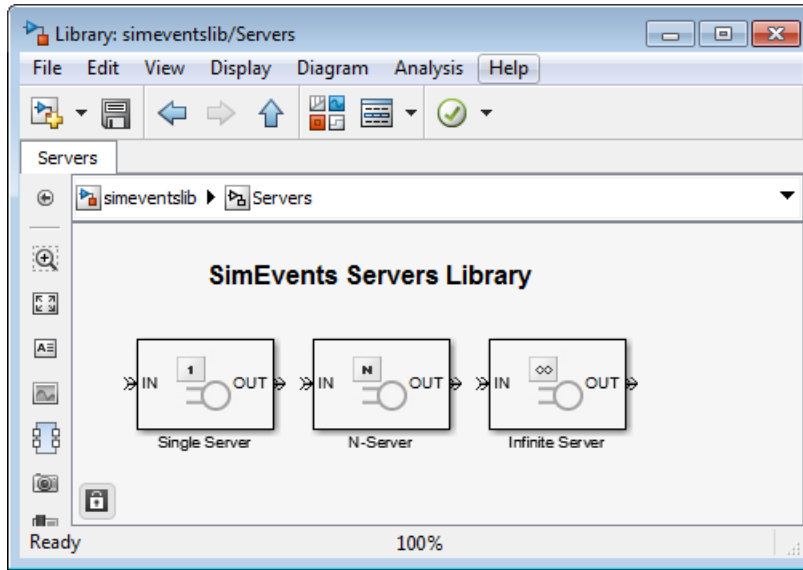 Library: simeventslib/Servers
File Edit View Display Diagram Analysis Help
Servers
simeventslib Servers
SimEvents Servers Library
1 N ∞
IN OUT IN OUT IN OUT
Single Server N-Server Infinite Server
Ready 100%